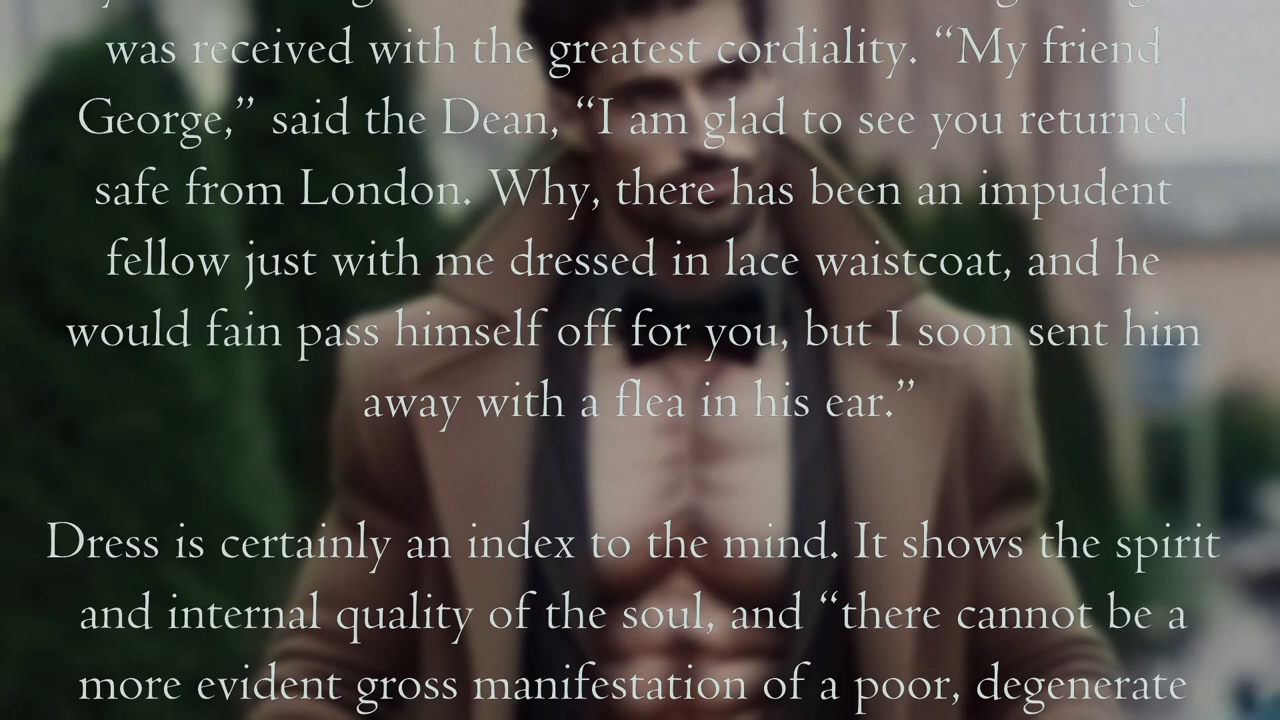 was received with the greatest cordiality. “My friend
George,” said the Dean, “I am glad to see you returned
safe from London. Why, there has been an impudent
fellow just with me dressed in lace waistcoat, and he
would fain pass himself off for you, but I soon sent him
away with a flea in his ear.”
Dress is certainly an index to the mind. It shows the spirit
and internal quality of the soul, and “there cannot be a
more evident gross manifestation of a poor, degenerate